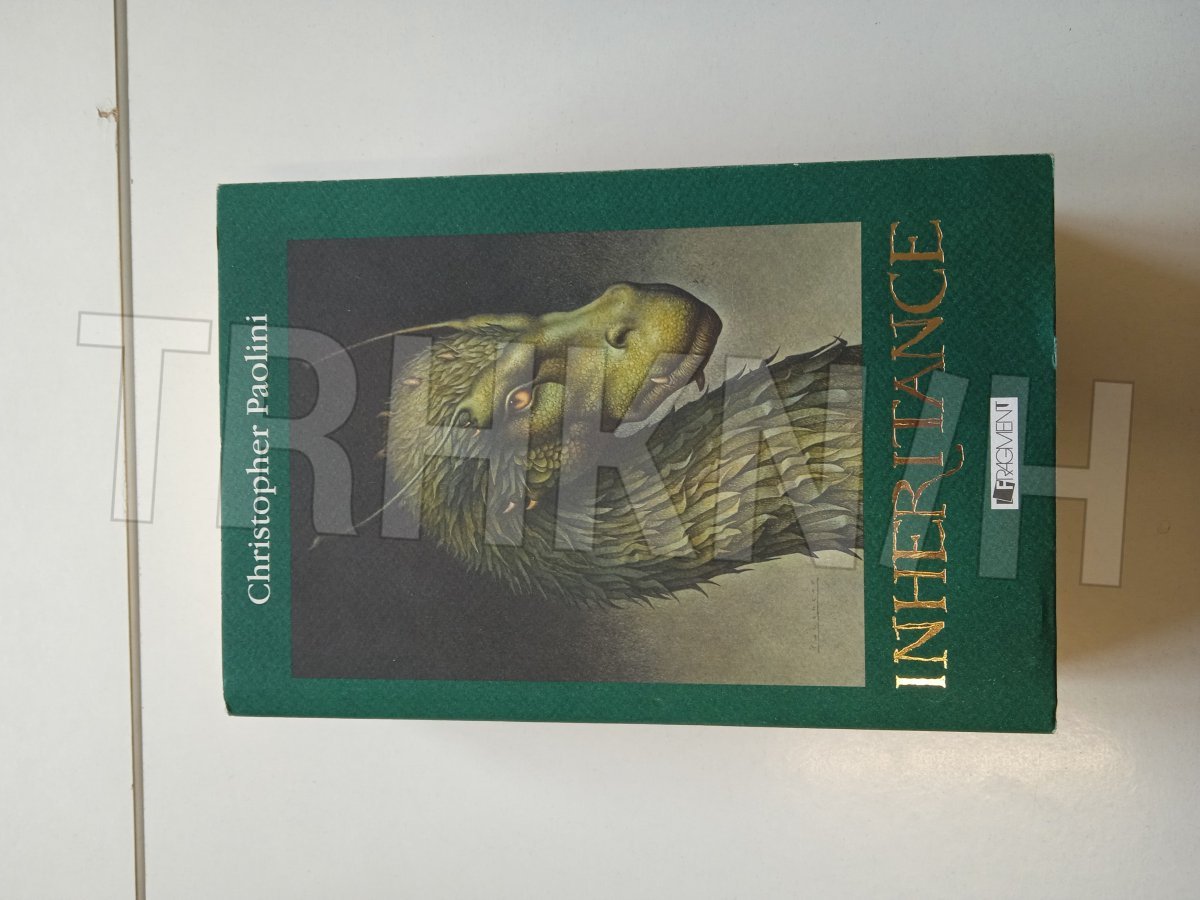 Christopher Paolini
INHERITANCE
FRAGMENT
TRHKNIH